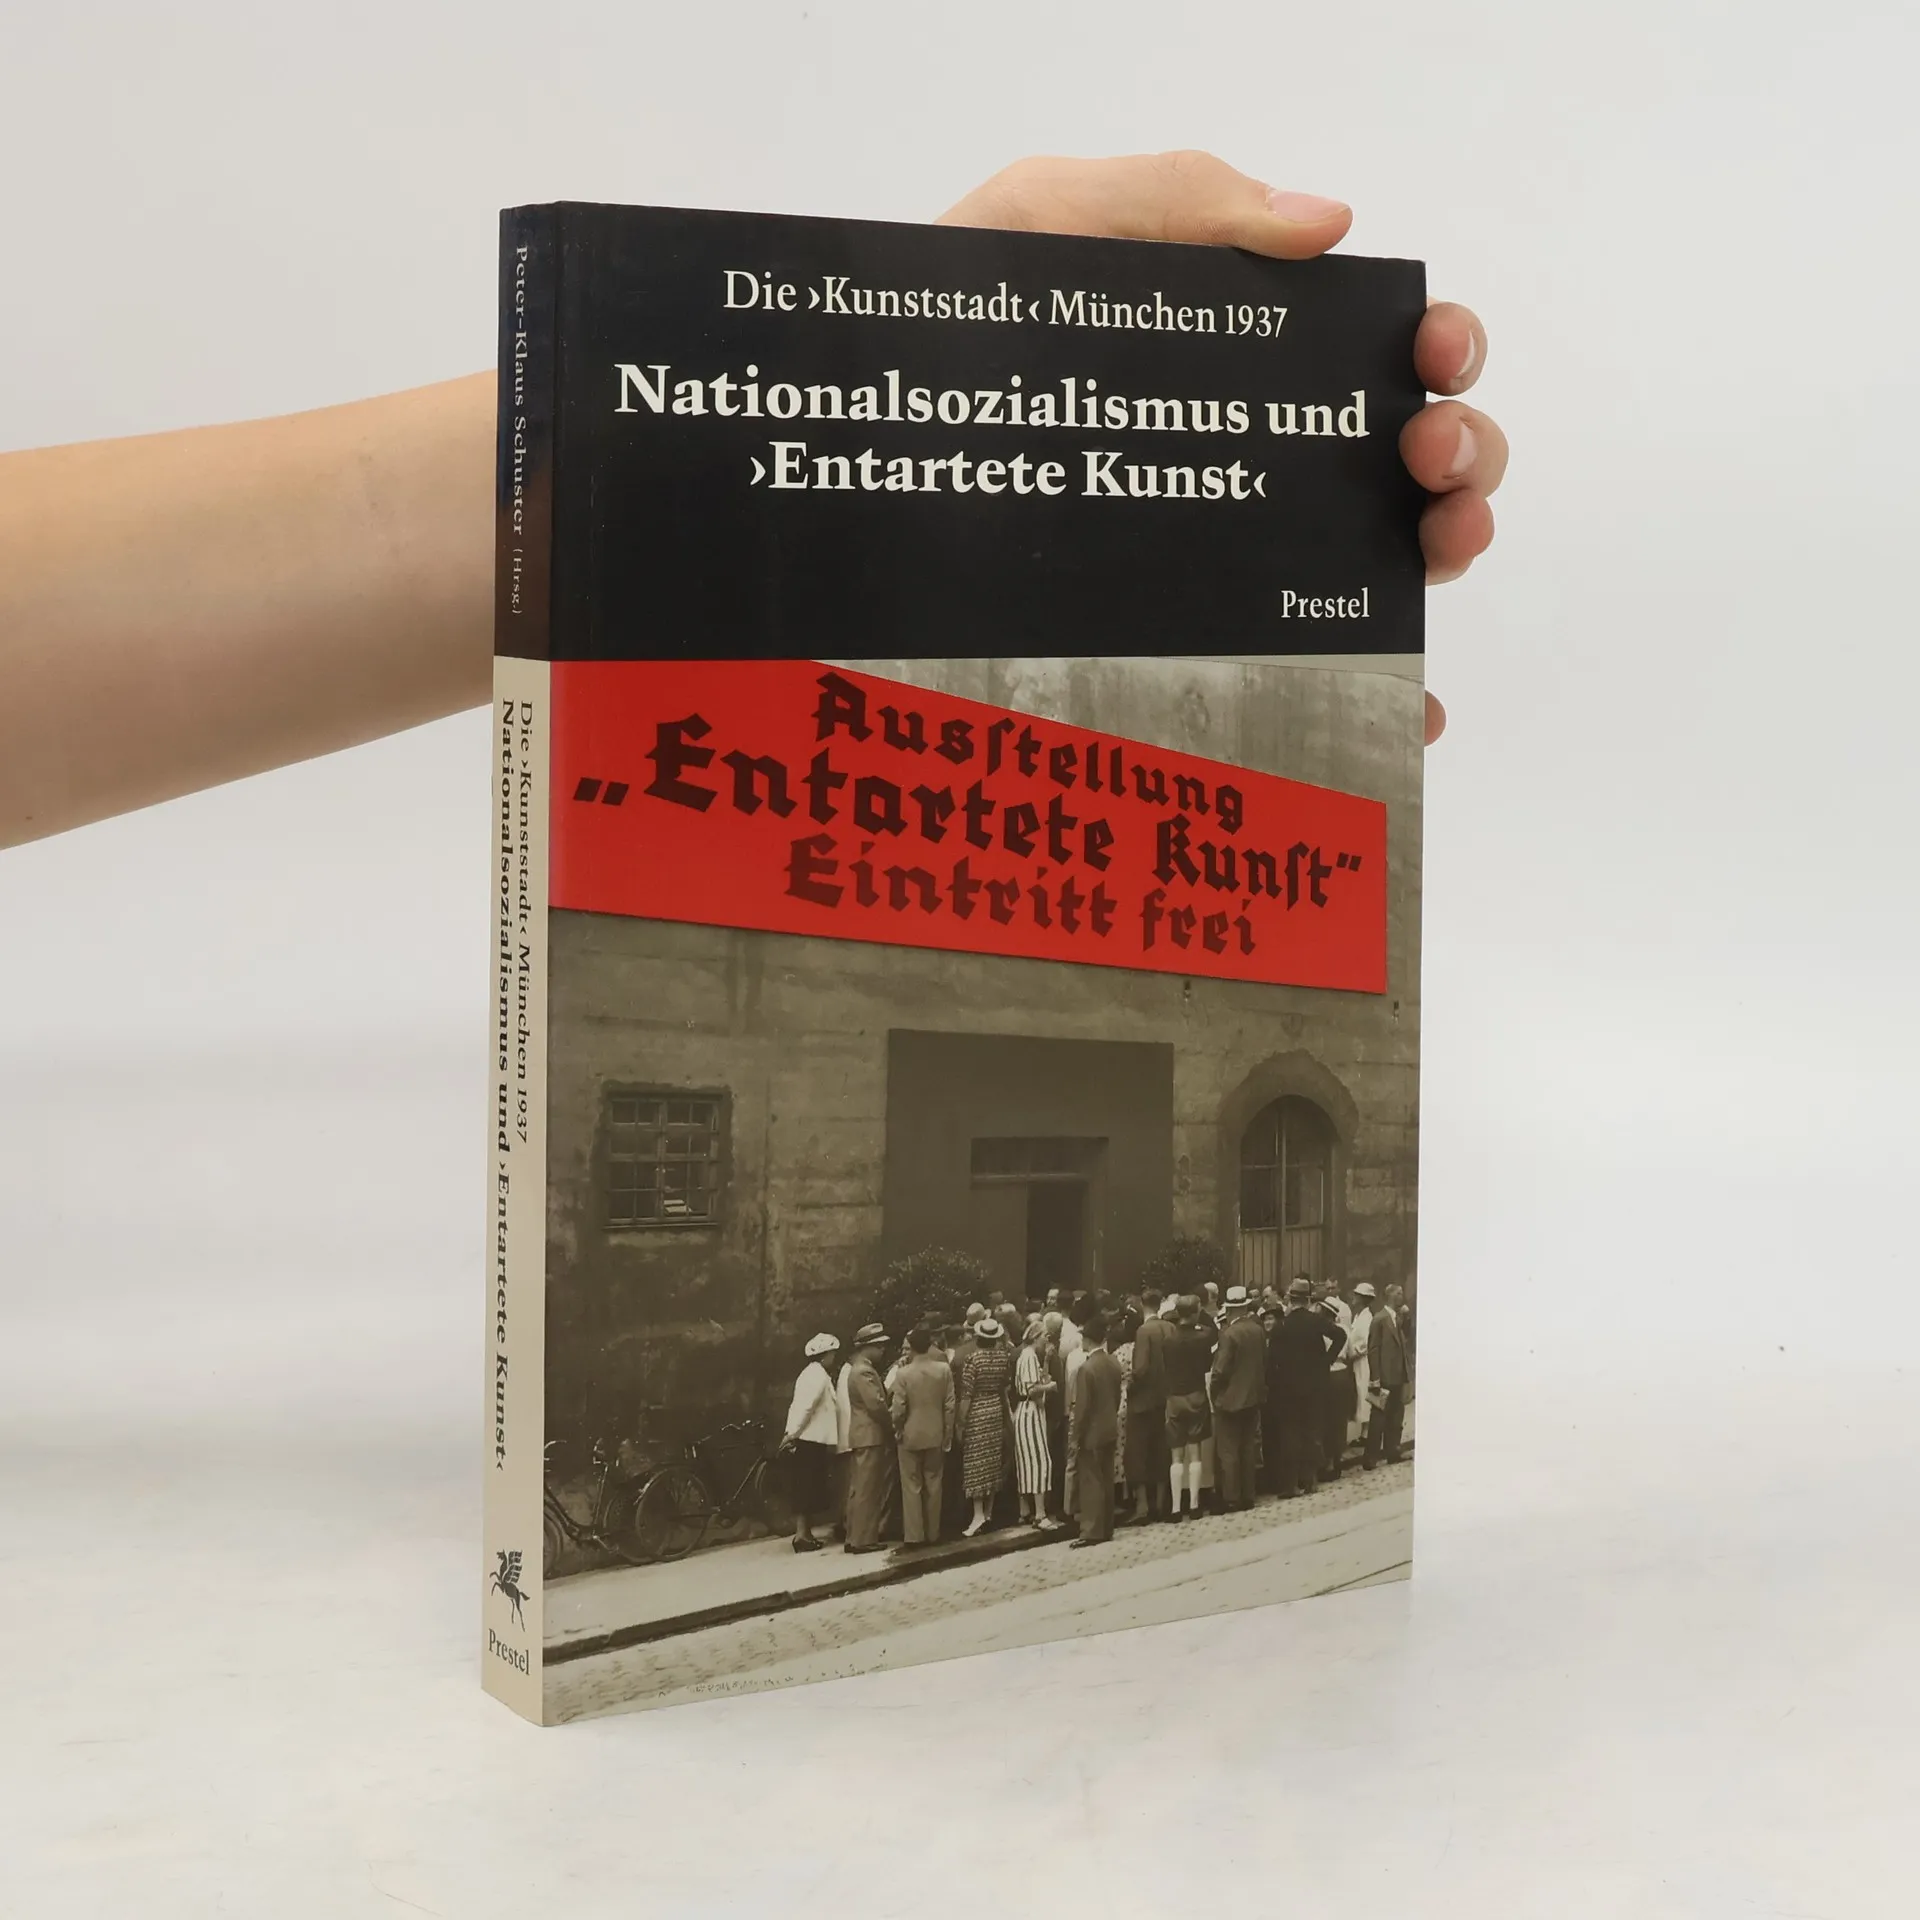 Die ›Kunststadt‹ München 1937
Nationalsozialismus und
›Entartete Kunst‹
Prestel
Ausſtellung
„Entartete Kunſt“
Eintritt frei
Peter-Klaus Schuster (Hrsg.)
Die ›Kunststadt‹ München 1937
Nationalsozialismus und ›Entartete Kunst‹
Prestel